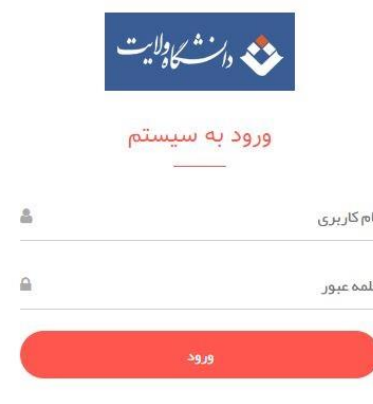 دانشگاه ولایت
ورود به سیستم
ام کاربری
لمه عبور
ورود